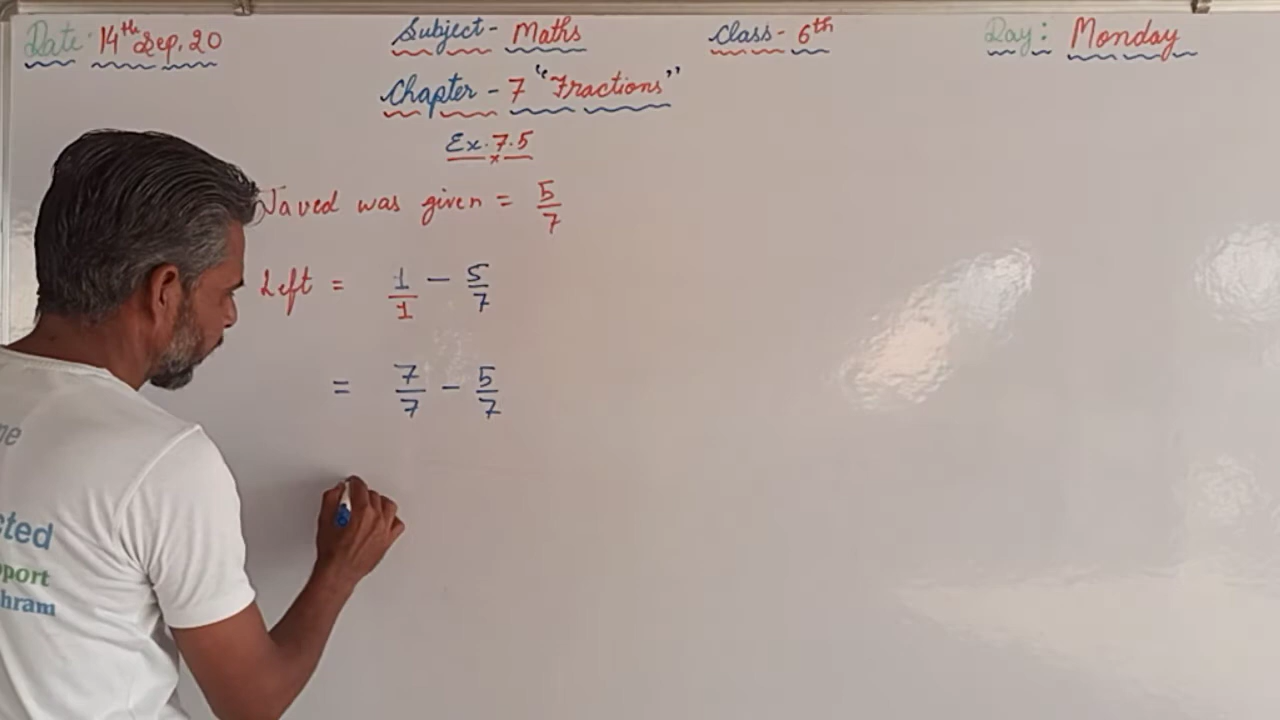 Date: 14th Sep. 20 Subject- Maths Class- 6th Day: Monday
Chapter - 7 "Fractions"
Ex. 7.5
Javed was given = 5/7
Left = 1/1 - 5/7
= 7/7 - 5/7